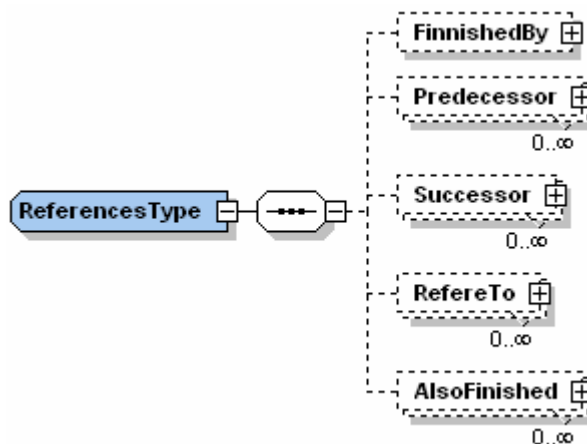 FinnishedBy
Predecessor
0..∞
ReferencesType
Successor
0..∞
RefereTo
0..∞
AlsoFinished
0..∞